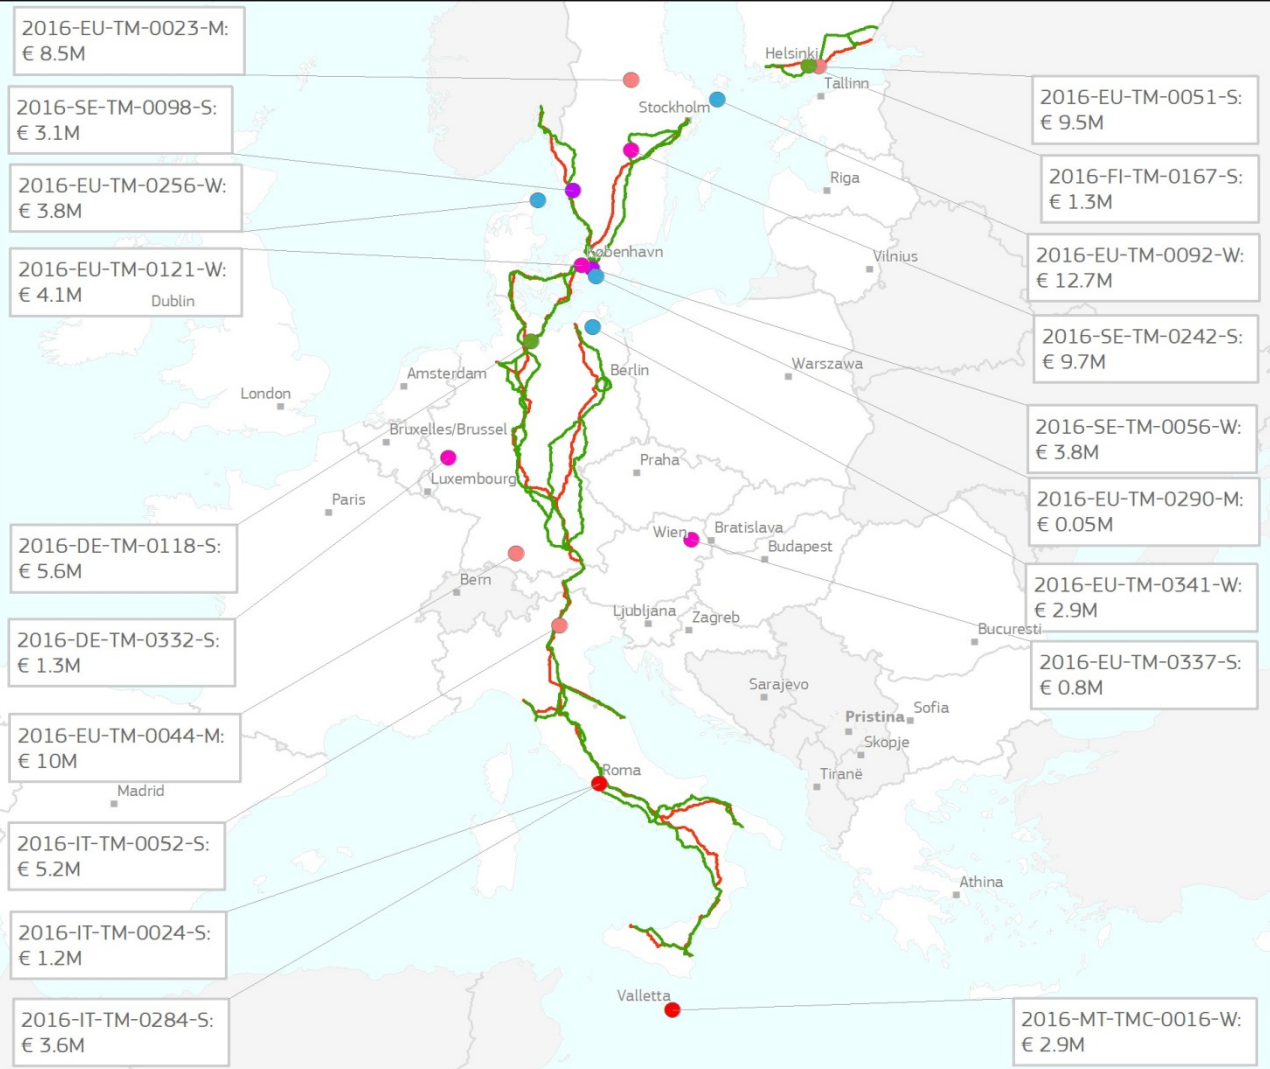 2016-EU-TM-0023-M:
€ 8.5M
2016-SE-TM-0098-S:
€ 3.1M
2016-EU-TM-0256-W:
€ 3.8M
2016-EU-TM-0121-W:
€ 4.1M
Dublin
London
Amsterdam
Bruxelles/Brussel
Luxembourg
Paris
2016-DE-TM-0118-S:
€ 5.6M
2016-DE-TM-0332-S:
€ 1.3M
2016-EU-TM-0044-M:
€ 10M
Madrid
2016-IT-TM-0052-S:
€ 5.2M
2016-IT-TM-0024-S:
€ 1.2M
2016-IT-TM-0284-S:
€ 3.6M
Helsinki
Tallinn
Stockholm
Riga
København
Vilnius
Berlin
Warszawa
Praha
Wien
Bratislava
Budapest
Bern
Ljubljana
Zagreb
Bucuresti
Sarajevo
Pristina
Sofia
Skopje
Tiranë
Roma
Athina
Valletta
2016-EU-TM-0051-S:
€ 9.5M
2016-FI-TM-0167-S:
€ 1.3M
2016-EU-TM-0092-W:
€ 12.7M
2016-SE-TM-0242-S:
€ 9.7M
2016-SE-TM-0056-W:
€ 3.8M
2016-EU-TM-0290-M:
€ 0.05M
2016-EU-TM-0341-W:
€ 2.9M
2016-EU-TM-0337-S:
€ 0.8M
2016-MT-TMC-0016-W:
€ 2.9M